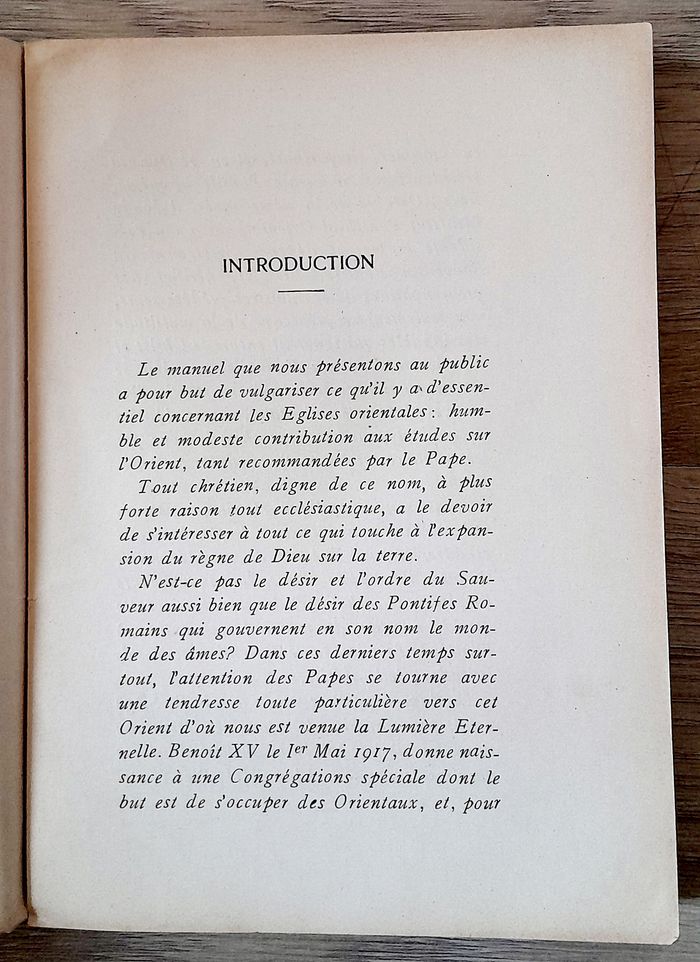 INTRODUCTION
Le manuel que nous présentons au public
a pour but de vulgariser ce qu'il y a d'essen-
tiel concernant les Eglises orientales : hum-
ble et modeste contribution aux études sur
l'Orient, tant recommandées par le Pape.
Tout chrétien, digne de ce nom, à plus
forte raison tout ecclésiastique, a le devoir
de s'intéresser à tout ce qui touche à l'expan-
sion du règne de Dieu sur la terre.
N'est-ce pas le désir et l'ordre du Sau-
veur aussi bien que le désir des Pontifes Ro-
mains qui gouvernent en son nom le mon-
de des âmes? Dans ces derniers temps sur-
tout, l'attention des Papes se tourne avec
une tendresse toute particulière vers cet
Orient d'où nous est venue la Lumière Eter-
nelle. Benoît XV le Ier Mai 1917, donne nais-
sance à une Congrégations spéciale dont le
but est de s'occuper des Orientaux, et, pour